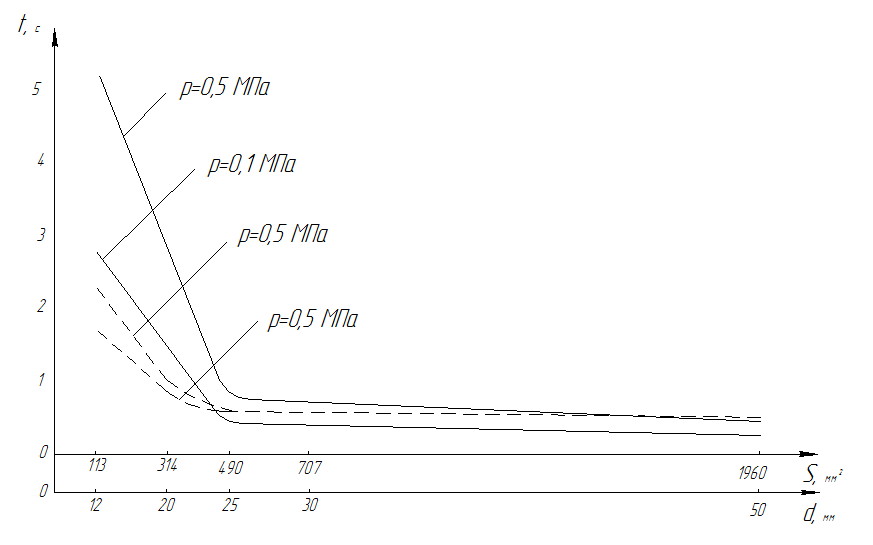 t, с
5
p=0,5 МПа
4
p=0,1 МПа
3
p=0,5 МПа
2
p=0,5 МПа
1
0
113 314 490 707 1960 S, мм²
0
12 20 25 30 50 d, мм